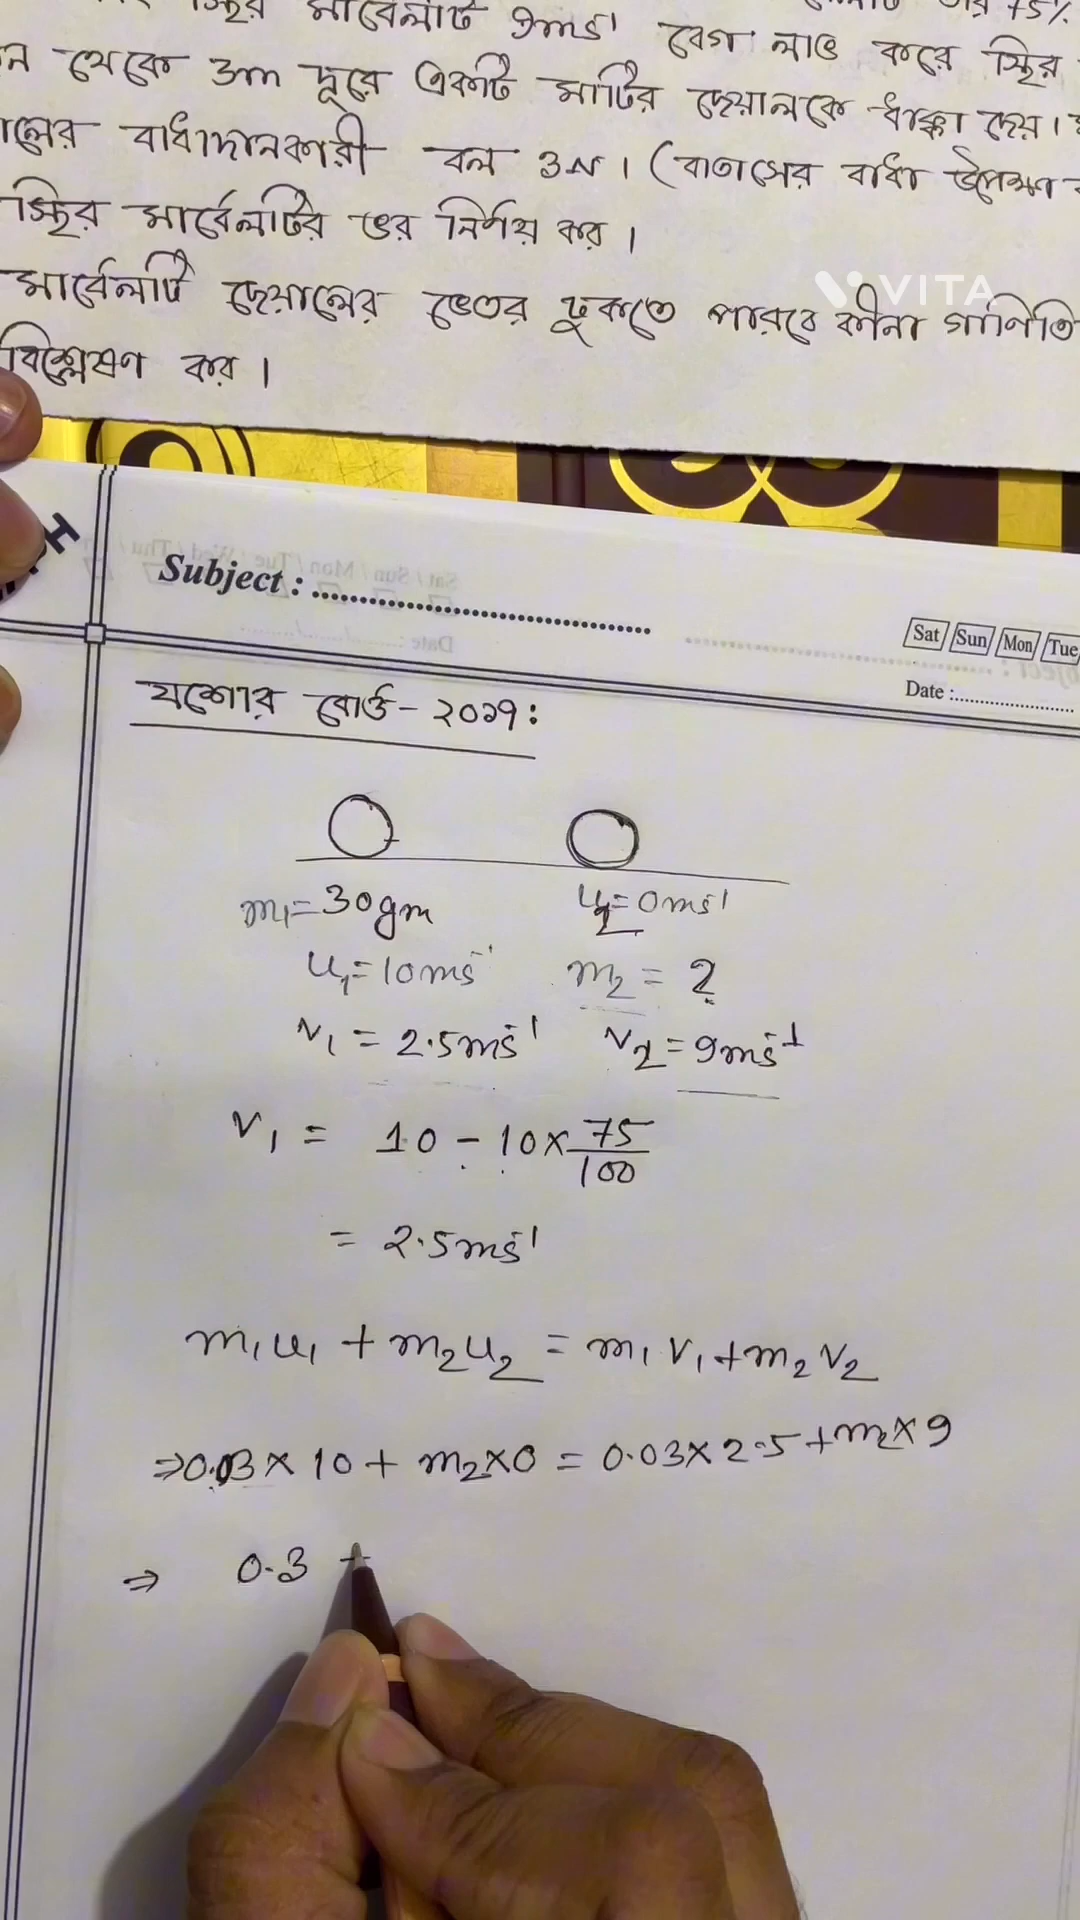 স্থির মার্বেলটি 9ms⁻¹ বেগ লাভ করে স্থির
থেকে 3m দূরে একটি মাটির দেয়ালকে ধাক্কা দেয়।
বাধাদানকারী বল 3N। (বাতাসের বাধা
স্থির মার্বেলটির ভর নির্ণয় কর।
মার্বেলটি দেয়ালের ভেতর ঢুকতে পারবে কীনা
বিশ্লেষণ কর।
VITA
Subject :
Sat Sun Mon Tue
Date :
যশোর বোর্ড-২০১৭:
m₁=30gm u₂=0ms⁻¹
u₁=10ms⁻¹ m₂ = ?
v₁ = 2.5ms⁻¹ v₂ = 9ms⁻¹
v₁ = 10 - 10 × 75/100
= 2.5ms⁻¹
m₁u₁ + m₂u₂ = m₁v₁ + m₂v₂
⇒ 0.03 × 10 + m₂×0 = 0.03×2.5 + m₂×9
⇒ 0.3